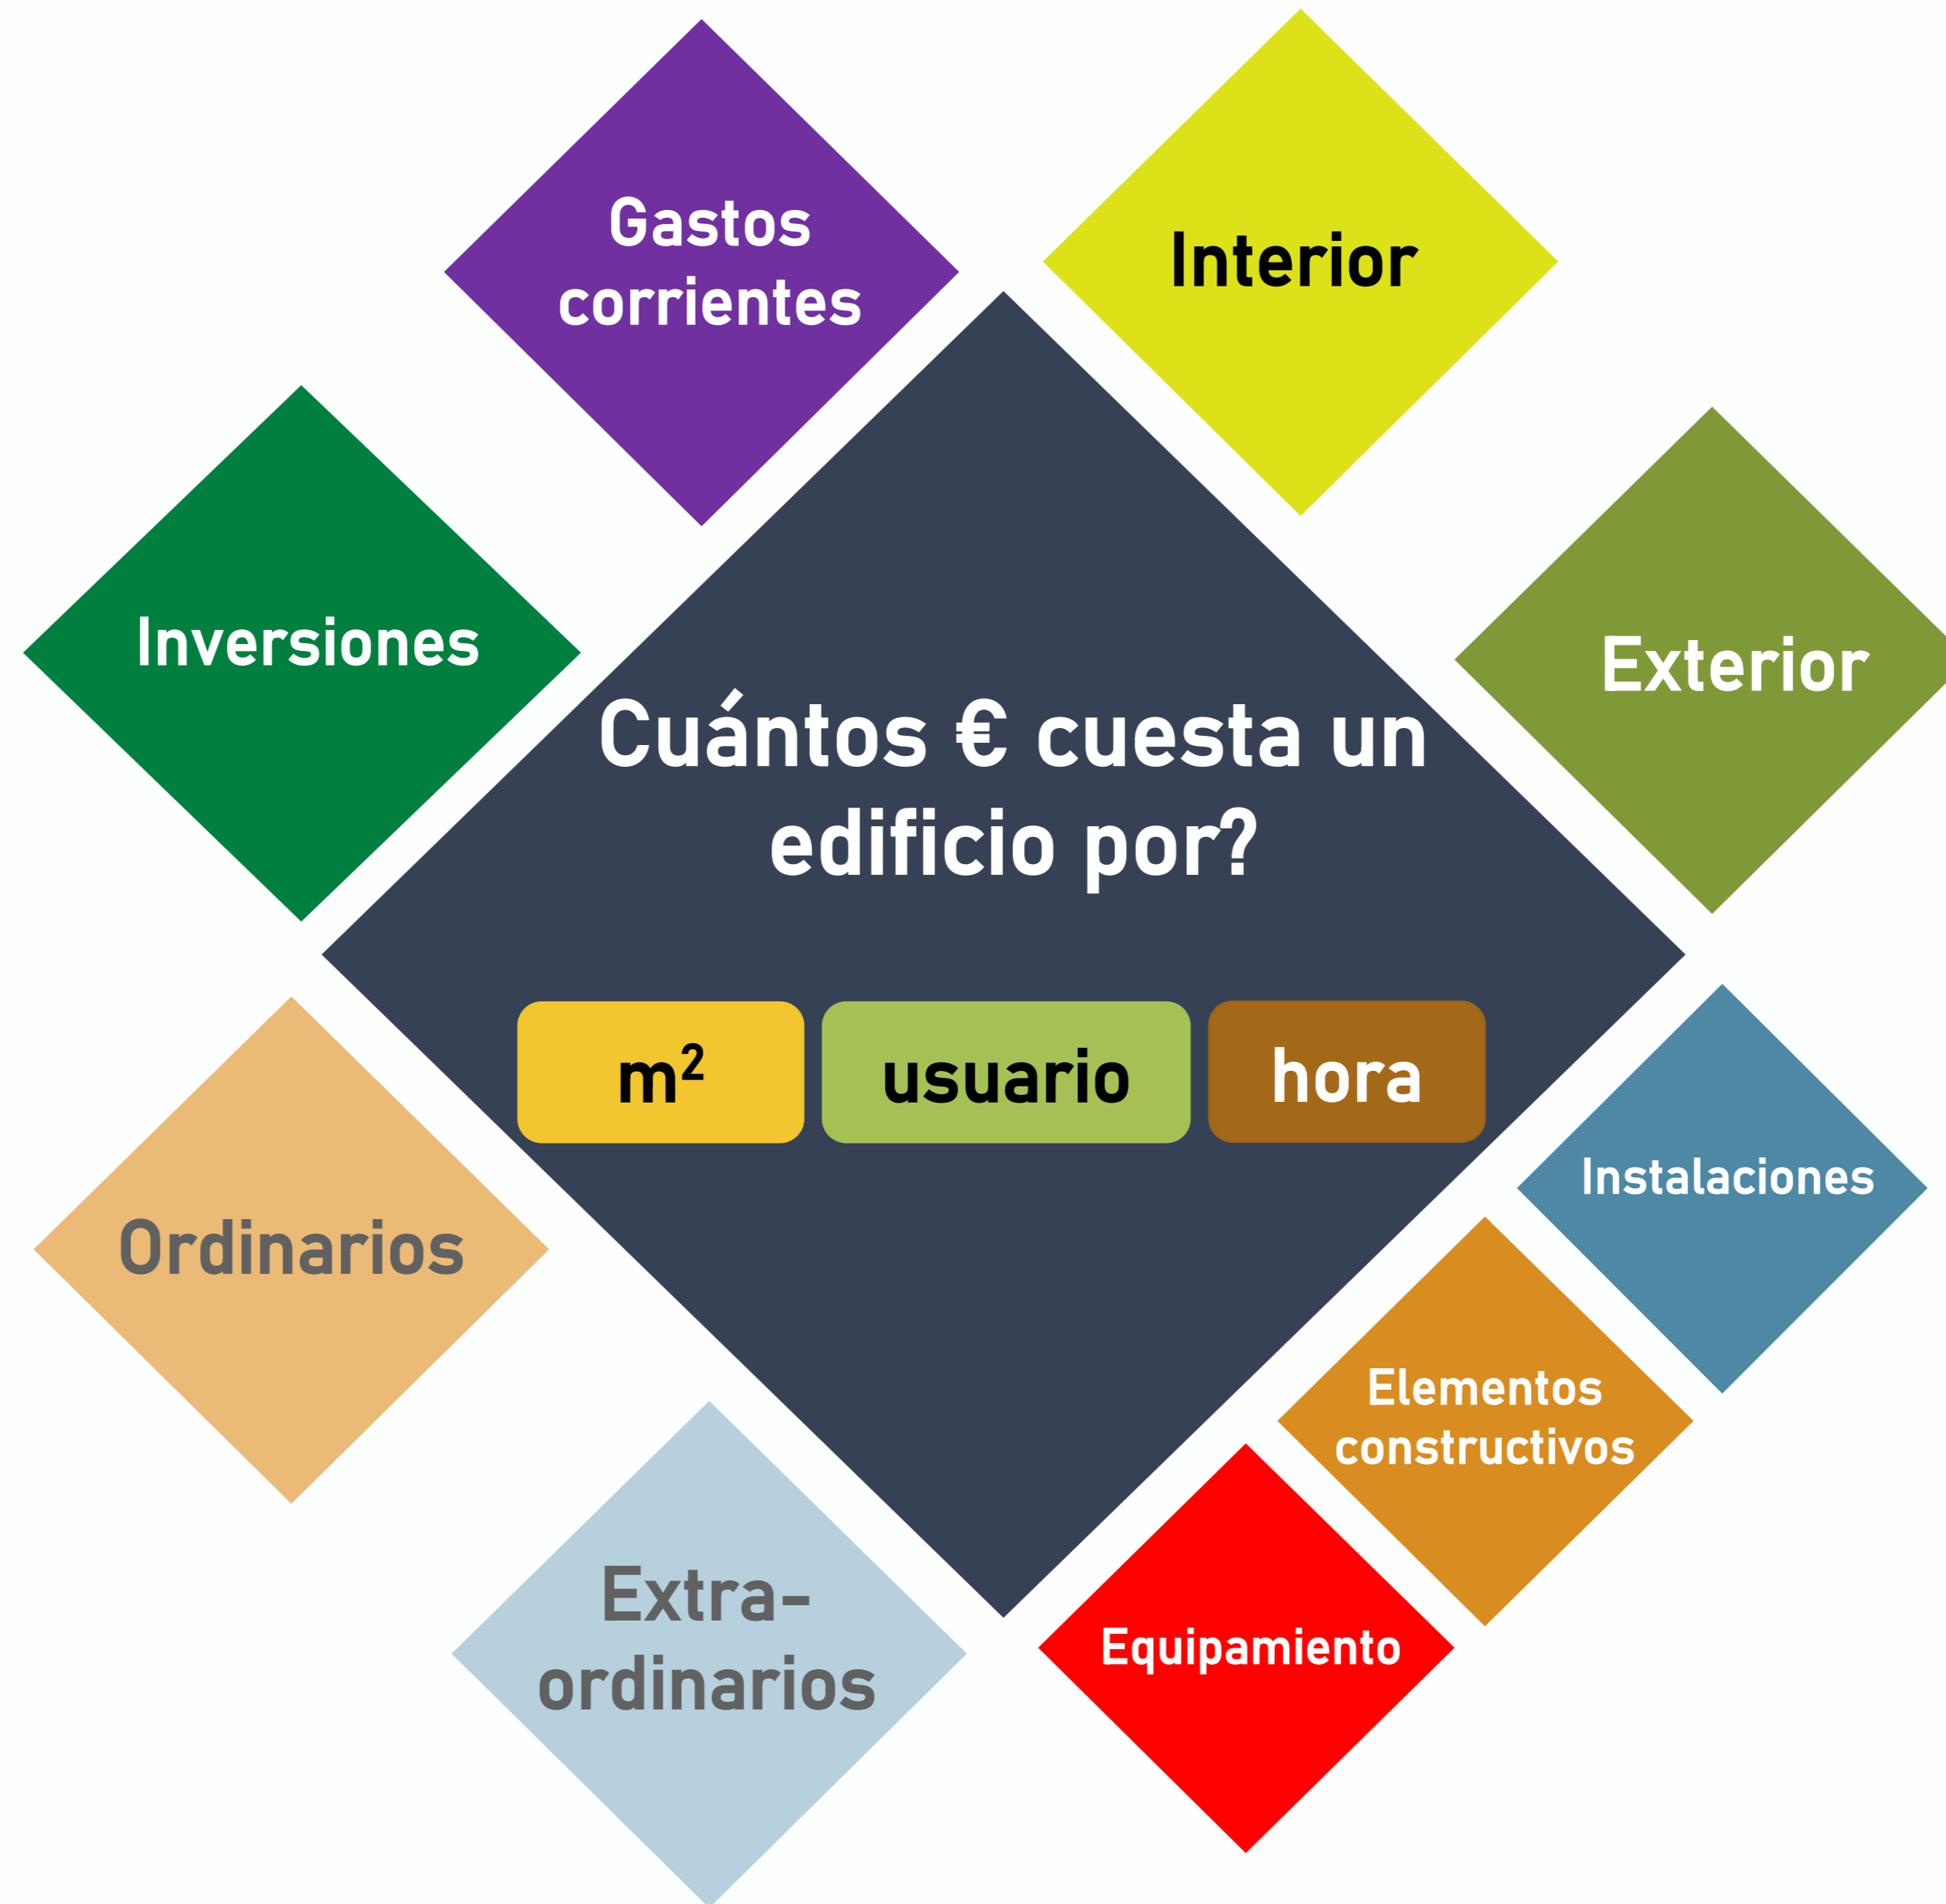 Gastos
corrientes
Interior
Inversiones
Exterior
Cuántos € cuesta un
edificio por?
m²
usuario
hora
Instalaciones
Ordinarios
Elementos
constructivos
Extra-
ordinarios
Equipamiento